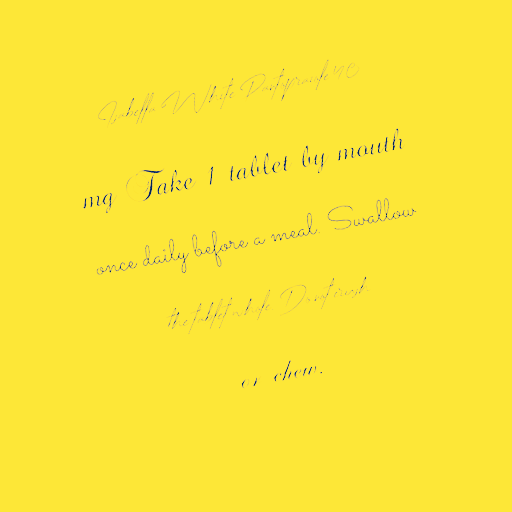 Isabella White Pantoprazole 40
mg Take 1 tablet by mouth
once daily before a meal. Swallow
the tablet whole. Do not crush
or chew.